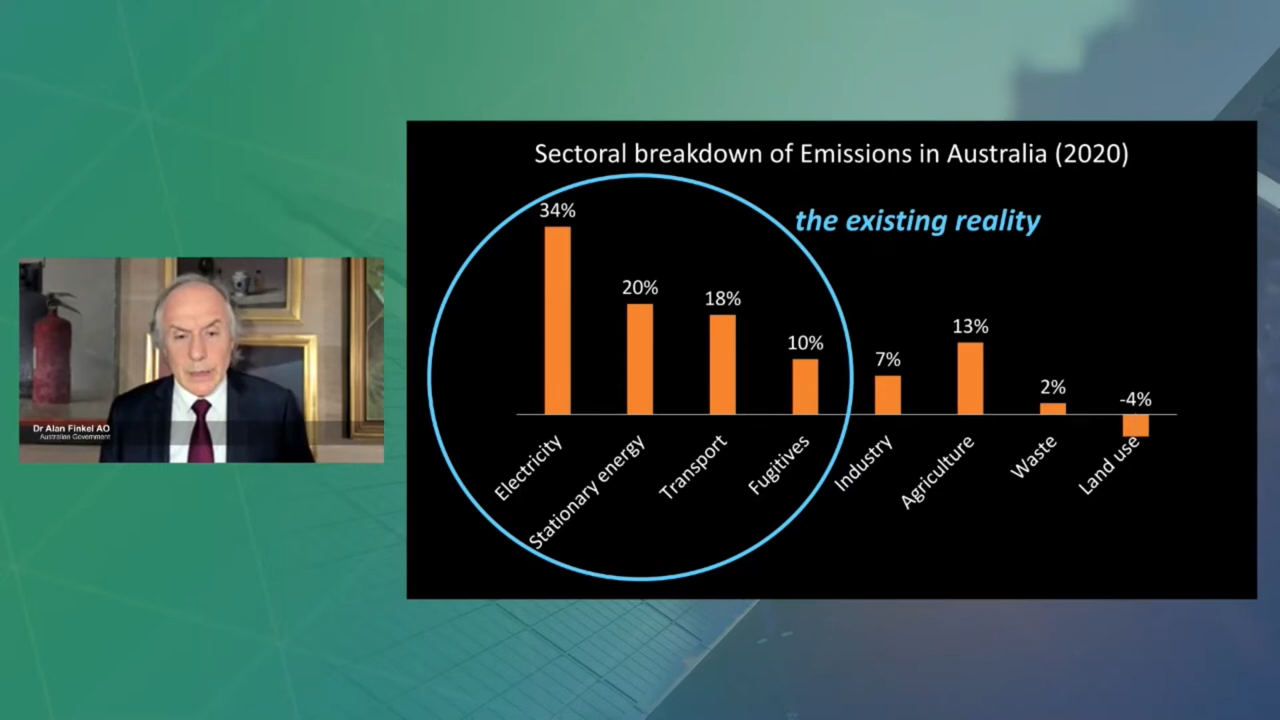 Sectoral breakdown of Emissions in Australia (2020)
the existing reality
34%
20%
18%
10%
7%
13%
2%
-4%
Electricity
Stationary energy
Transport
Fugitives
Industry
Agriculture
Waste
Land use
Dr Alan Finkel AO
Australian Government